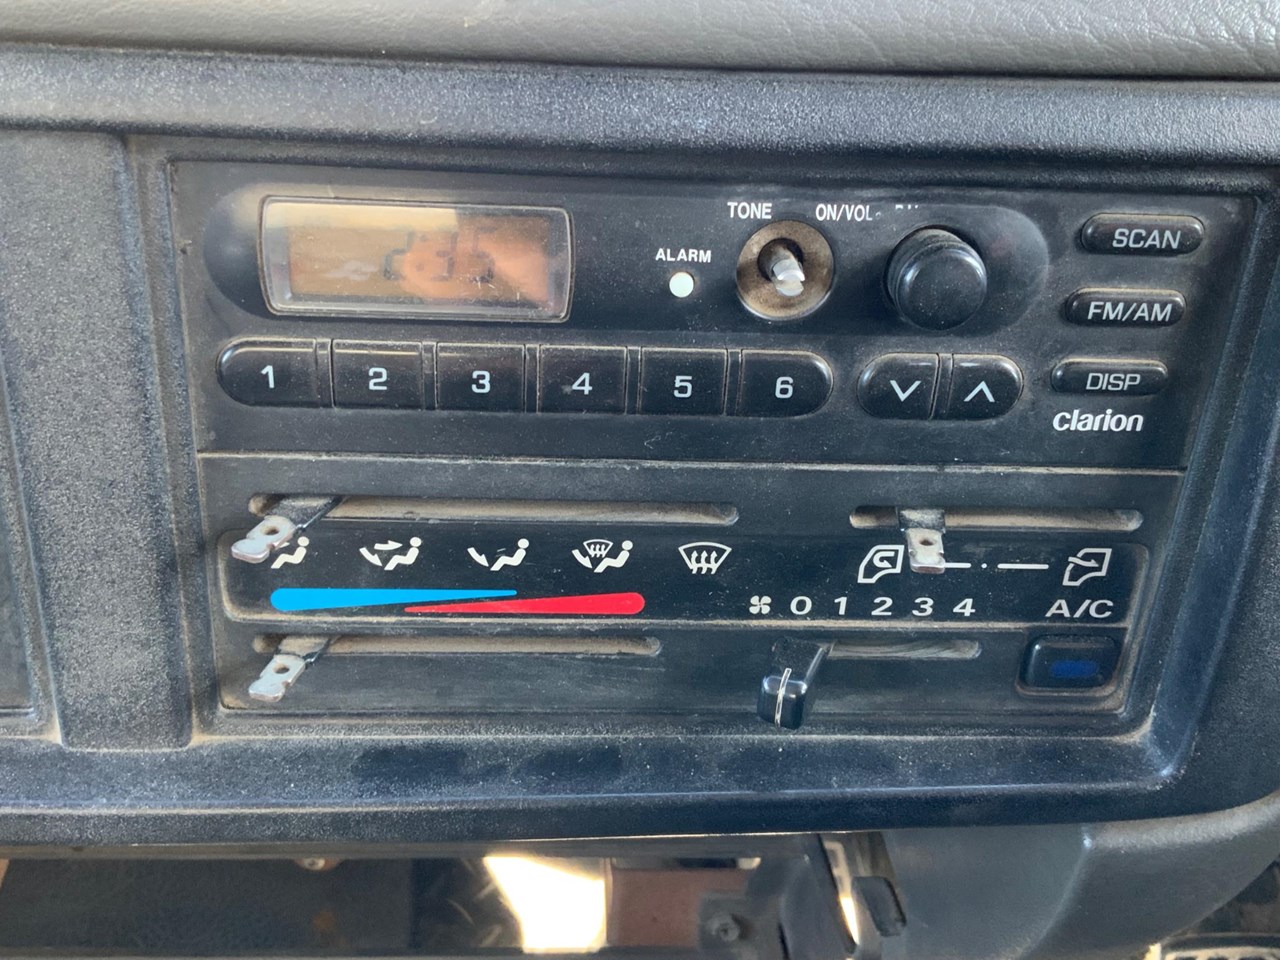 TONE
ON/VOL
ALARM
SCAN
FM/AM
1 2 3 4 5 6
DISP
Clarion
0 1 2 3 4
A/C